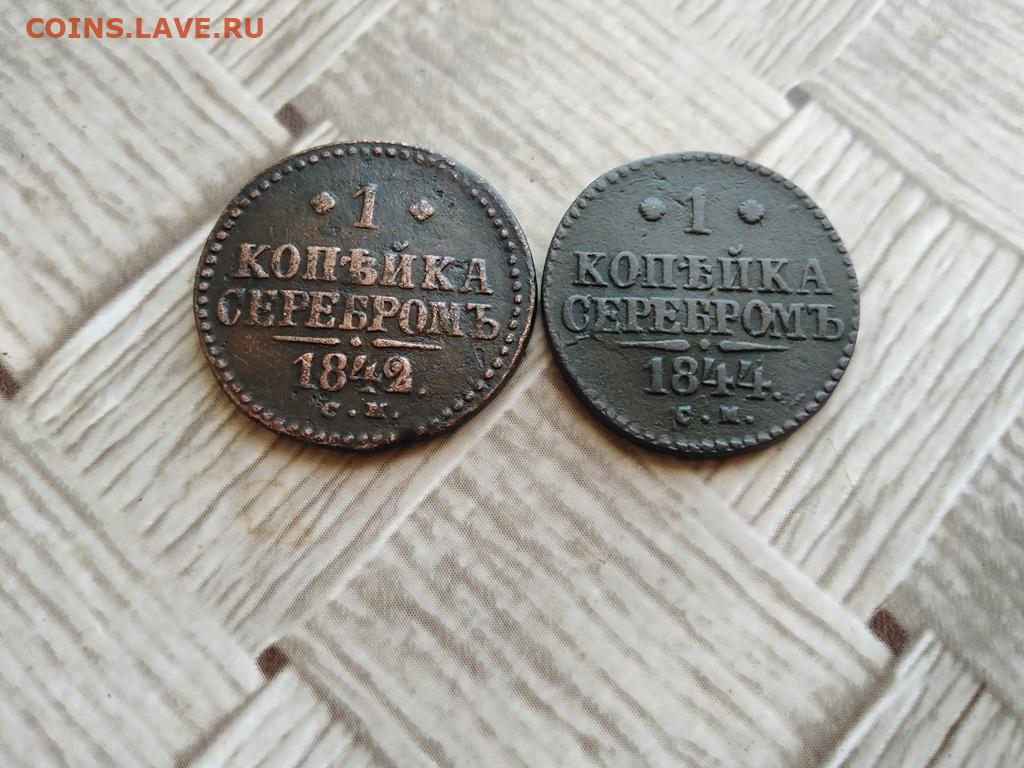 COINS.LAVE.RU
1
КОПѢЙКА
СЕРЕБРОМЪ
1842.
С.М.
1
КОПѢЙКА
СЕРЕБРОМЪ
1844.
С.М.